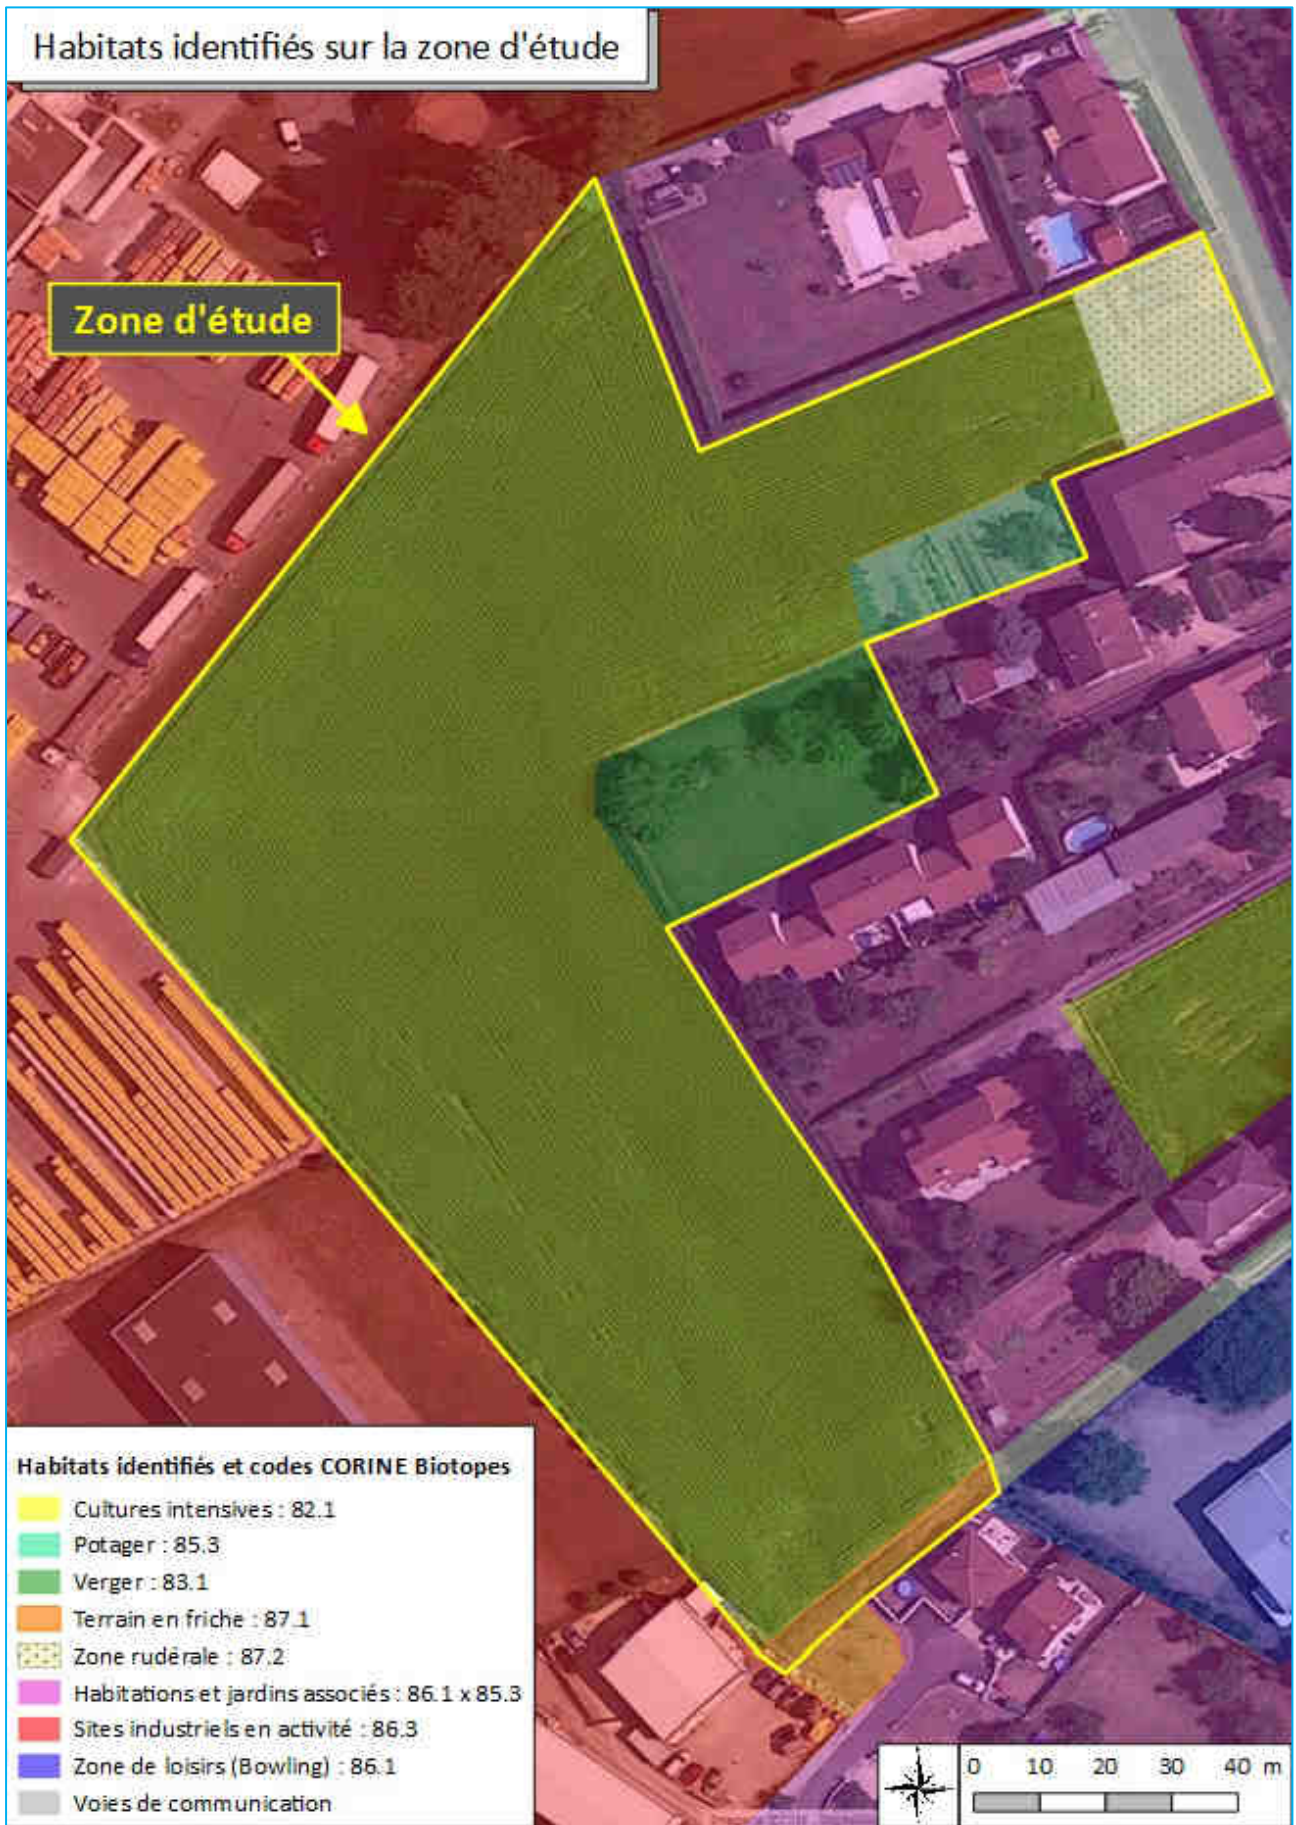 Habitats identifiés sur la zone d'étude
Zone d'étude
Habitats identifiés et codes CORINE Biotopes
Cultures intensives : 82.1
Potager : 85.3
Verger : 83.1
Terrain en friche : 87.1
Zone rudérale : 87.2
Habitations et jardins associés : 86.1 x 85.3
Sites industriels en activité : 86.3
Zone de loisirs (Bowling) : 86.1
Voies de communication
0 10 20 30 40 m